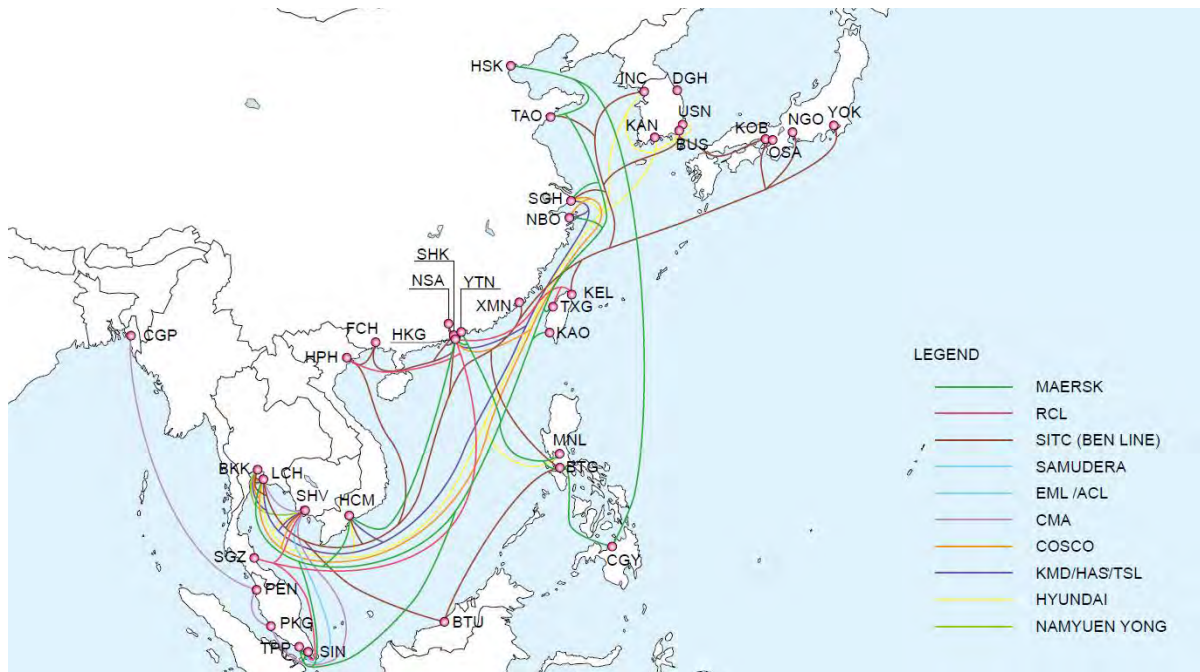 HSK
INC
DGH
TAO
USN
KAN
BUS
KOB
NGO
YOK
OSA
SGH
NBO
SHK
NSA
YTN
XMN
KEL
TXG
KAO
CGP
FCH
HKG
HPH
LEGEND
MAERSK
RCL
SITC (BEN LINE)
SAMUDERA
EML /ACL
CMA
COSCO
KMD/HAS/TSL
HYUNDAI
NAMYUEN YONG
MNL
BTG
BKK
LCH
SHV
HCM
SGZ
CGY
PEN
PKG
BTU
TPP
SIN